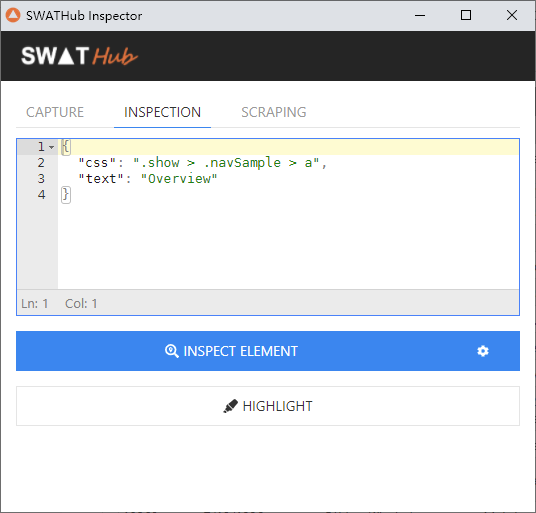 SWATHub Inspector
SWATHub
CAPTURE INSPECTION SCRAPING
1 {
2 "css": ".show > .navSample > a",
3 "text": "Overview"
4 }
Ln: 1 Col: 1
INSPECT ELEMENT
HIGHLIGHT